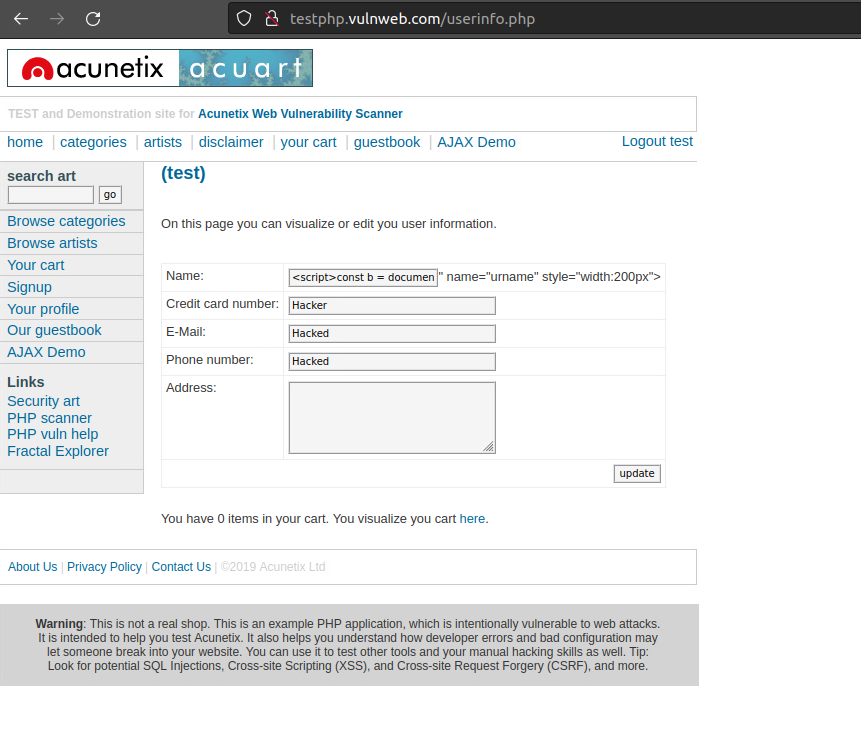 testphp.vulnweb.com/userinfo.php
acunetix acuart
TEST and Demonstration site for Acunetix Web Vulnerability Scanner
home | categories | artists | disclaimer | your cart | guestbook | AJAX Demo Logout test
search art
go
Browse categories
Browse artists
Your cart
Signup
Your profile
Our guestbook
AJAX Demo
Links
Security art
PHP scanner
PHP vuln help
Fractal Explorer
(test)
On this page you can visualize or edit you user information.
Name: <script>const b = documen" name="urname" style="width:200px">
Credit card number: Hacker
E-Mail: Hacked
Phone number: Hacked
Address:
update
You have 0 items in your cart. You visualize you cart here.
About Us | Privacy Policy | Contact Us | ©2019 Acunetix Ltd
Warning: This is not a real shop. This is an example PHP application, which is intentionally vulnerable to web attacks.
It is intended to help you test Acunetix. It also helps you understand how developer errors and bad configuration may
let someone break into your website. You can use it to test other tools and your manual hacking skills as well. Tip:
Look for potential SQL Injections, Cross-site Scripting (XSS), and Cross-site Request Forgery (CSRF), and more.